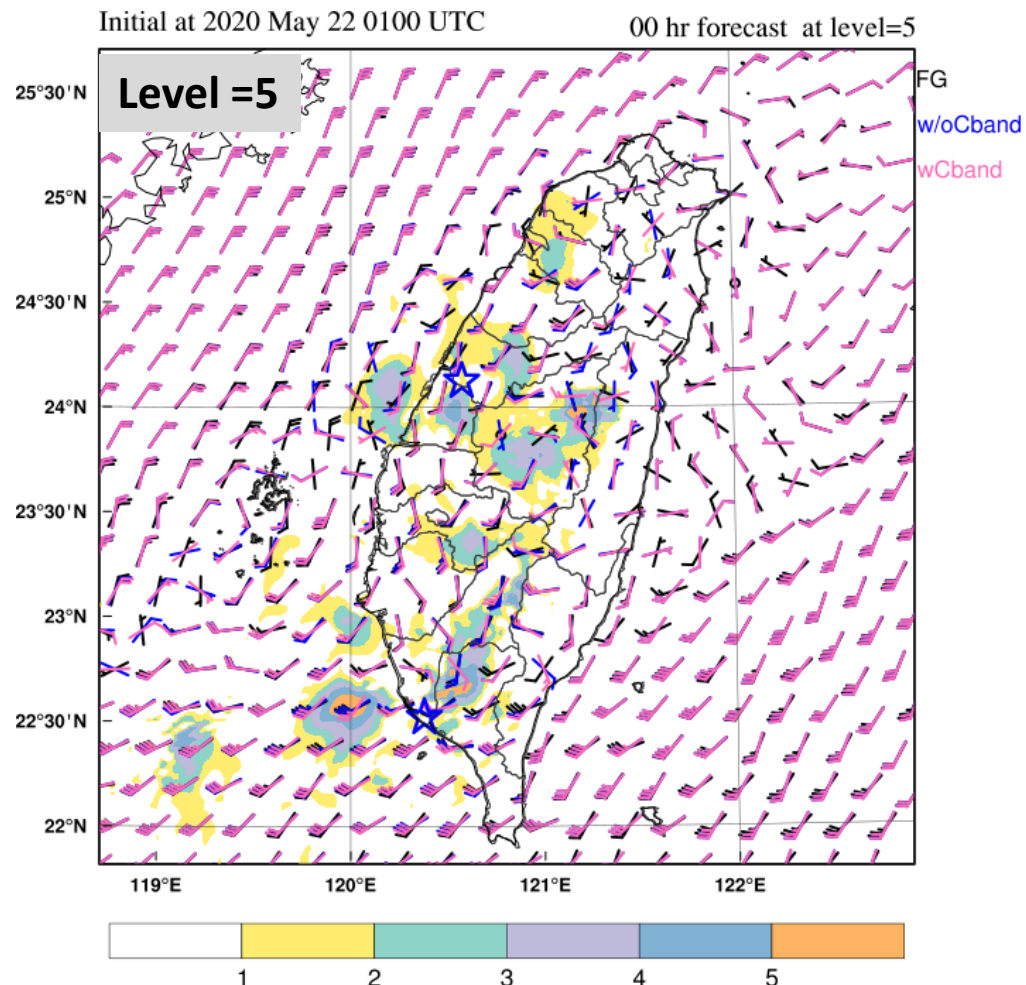 Initial at 2020 May 22 0100 UTC
00 hr forecast  at level=5
Level =5
FG
w/oCband
wCband
25°30'N
25°N
24°30'N
24°N
23°30'N
23°N
22°30'N
22°N
119°E
120°E
121°E
122°E
1
2
3
4
5